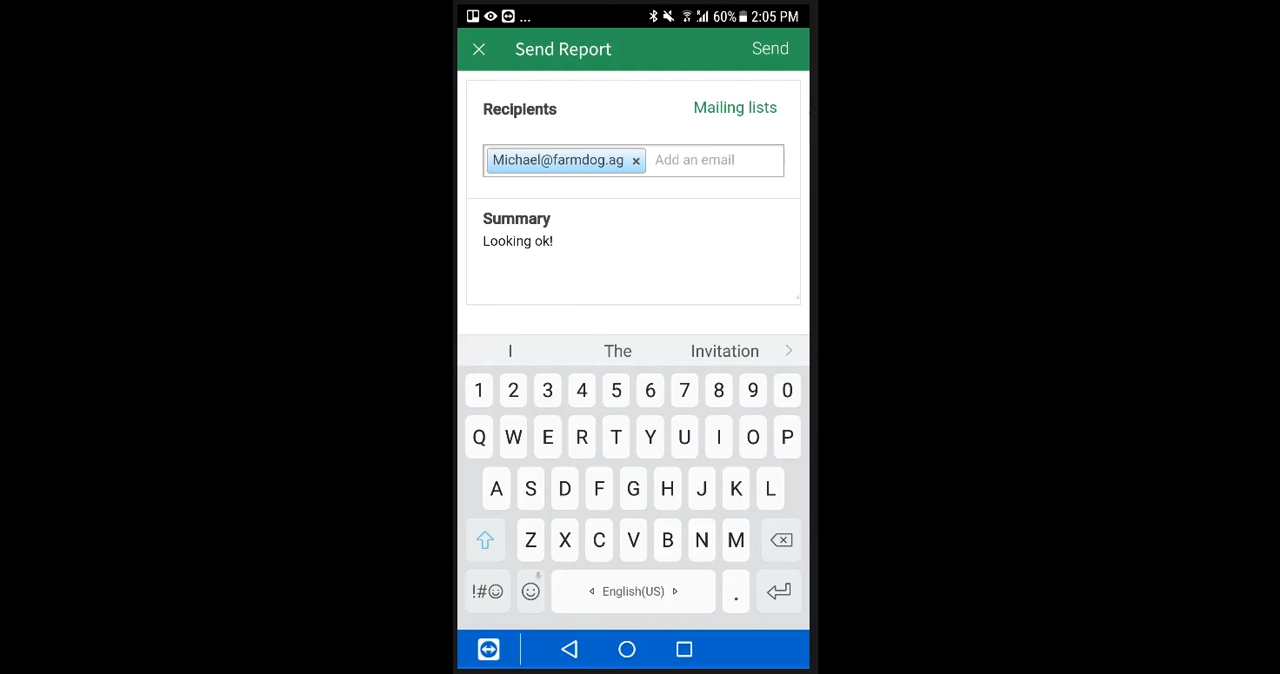 ... 60% 2:05 PM
Send Report Send
Recipients Mailing lists
Michael@farmdog.ag × Add an email
Summary
Looking ok!
I The Invitation
1 2 3 4 5 6 7 8 9 0
Q W E R T Y U I O P
A S D F G H J K L
Z X C V B N M
!#☺ English(US) .